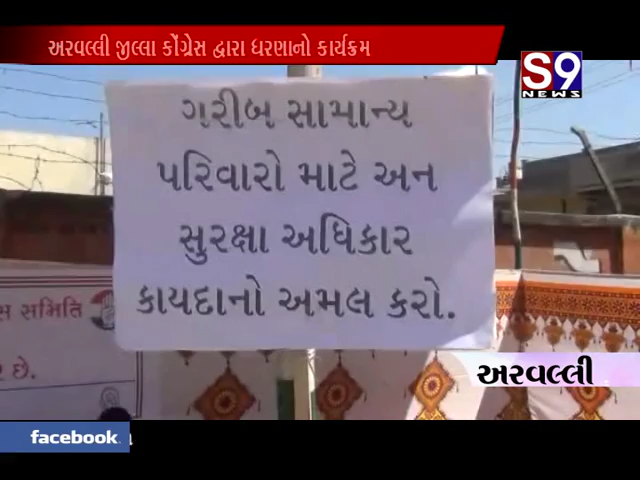 અરવલ્લી જીલ્લા કોંગ્રેસ દ્વારા ધરણાનો કાર્યક્રમ
S9
NEWS
ગરીબ સામાન્ય
પરિવારો માટે અન
સુરક્ષા અધિકાર
કાયદાનો અમલ કરો.
સમિતિ
છે.
અરવલ્લી
facebook